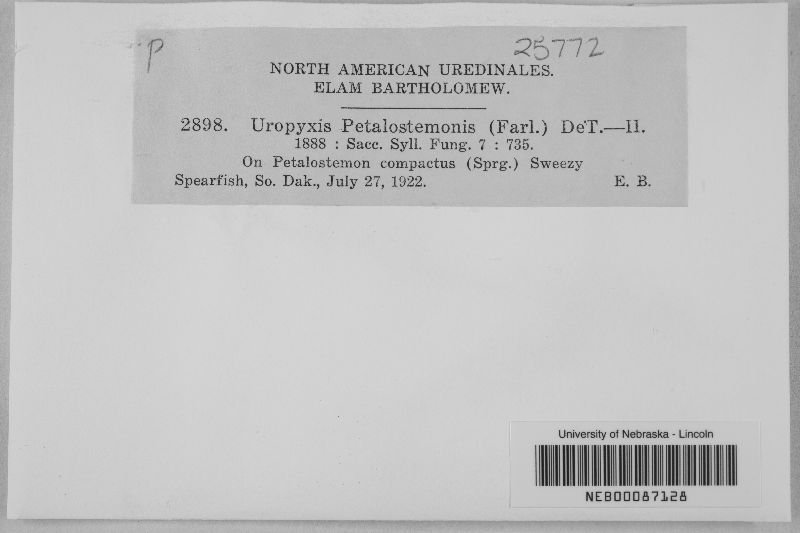 P 25772
NORTH AMERICAN UREDINALES.
ELAM BARTHOLOMEW.
2898. Uropyxis Petalostemonis (Farl.) DeT.—II.
1888 : Sacc. Syll. Fung. 7 : 735.
On Petalostemon compactus (Sprg.) Sweezy
Spearfish, So. Dak., July 27, 1922. E. B.
University of Nebraska - Lincoln
NEB00087128